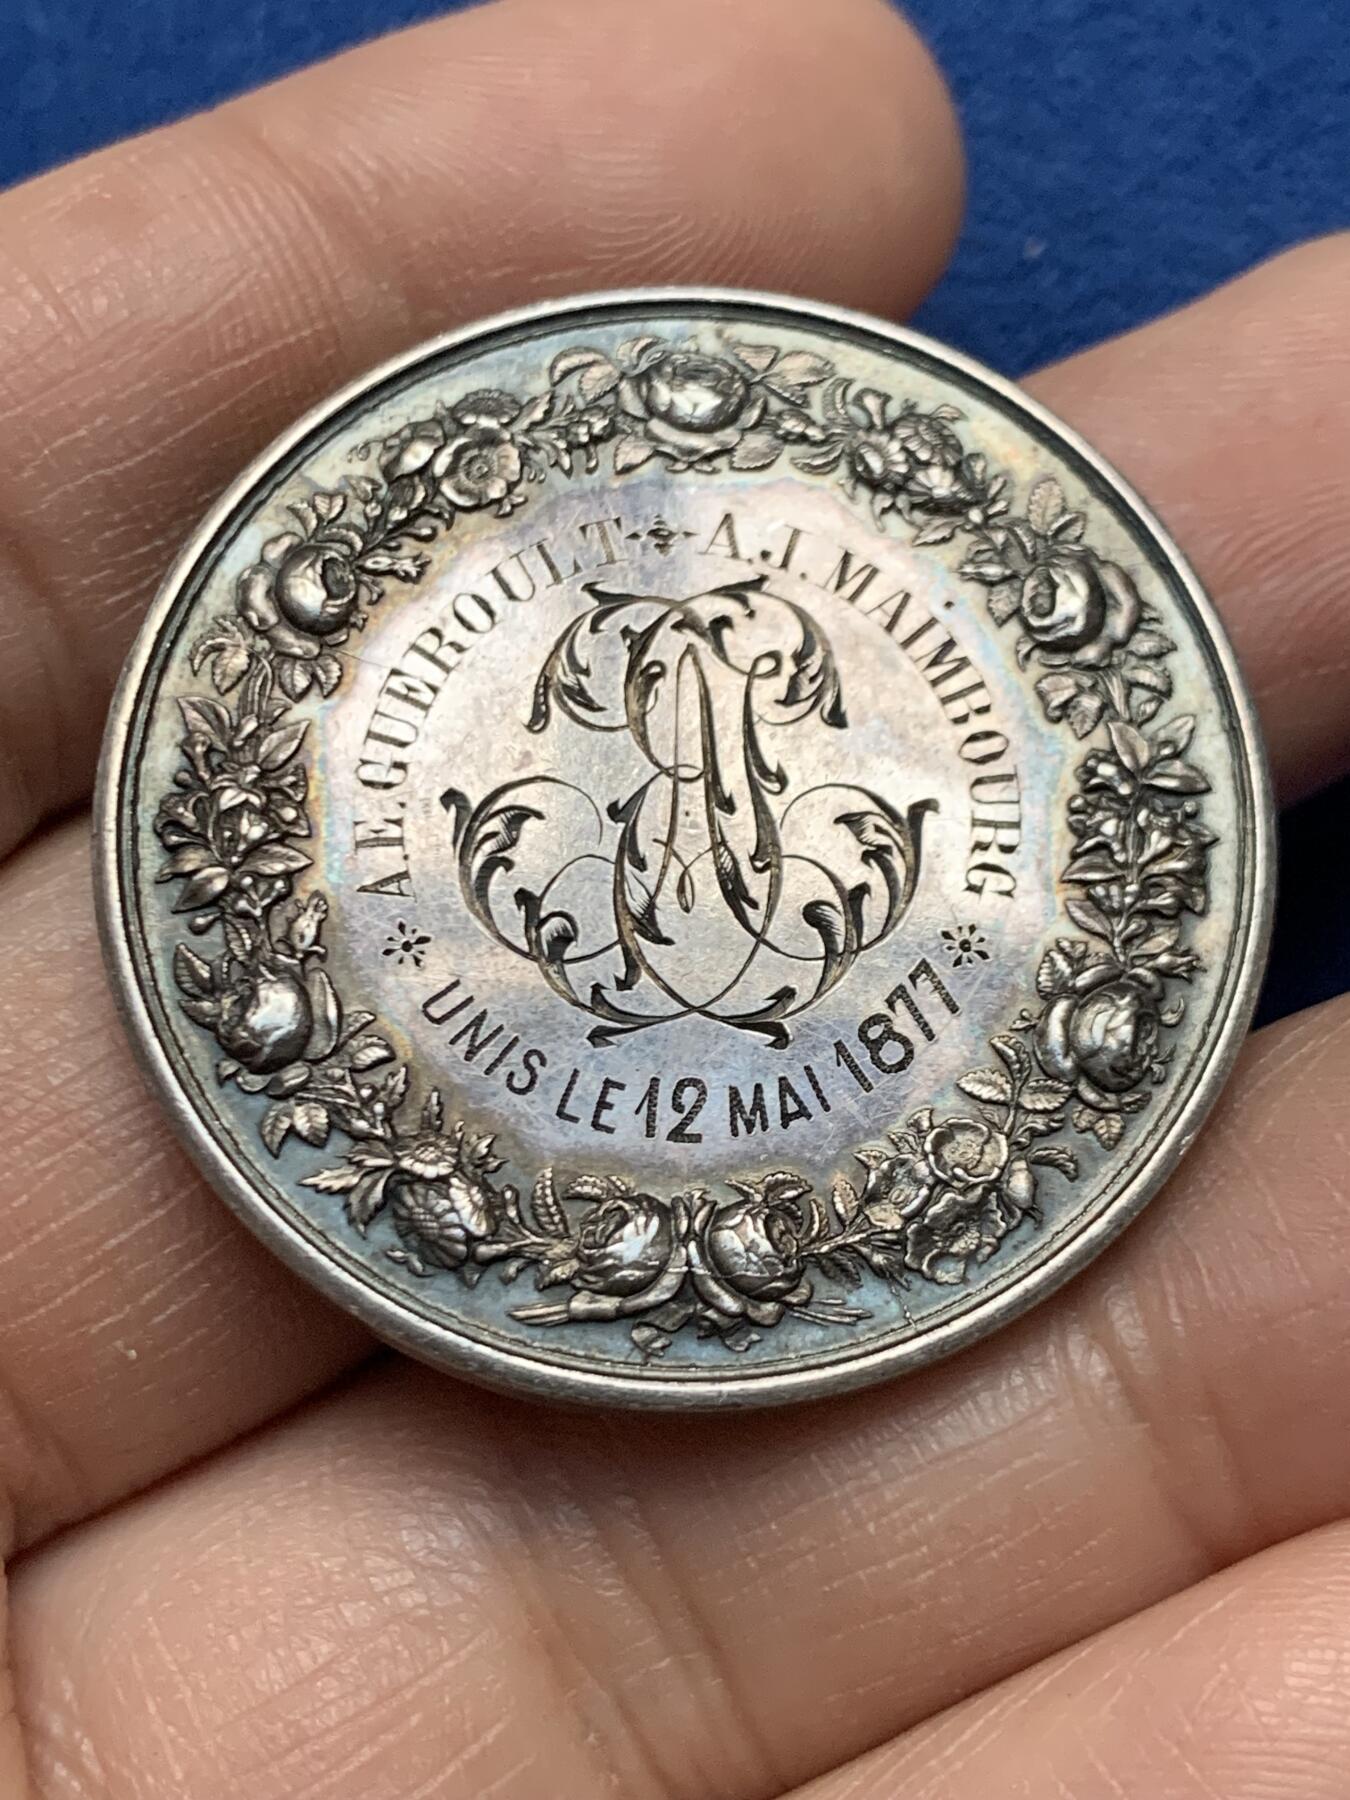 A.E.GUEROULT A.J.MAIMBOURG
UNIS LE 12 MAI 1877